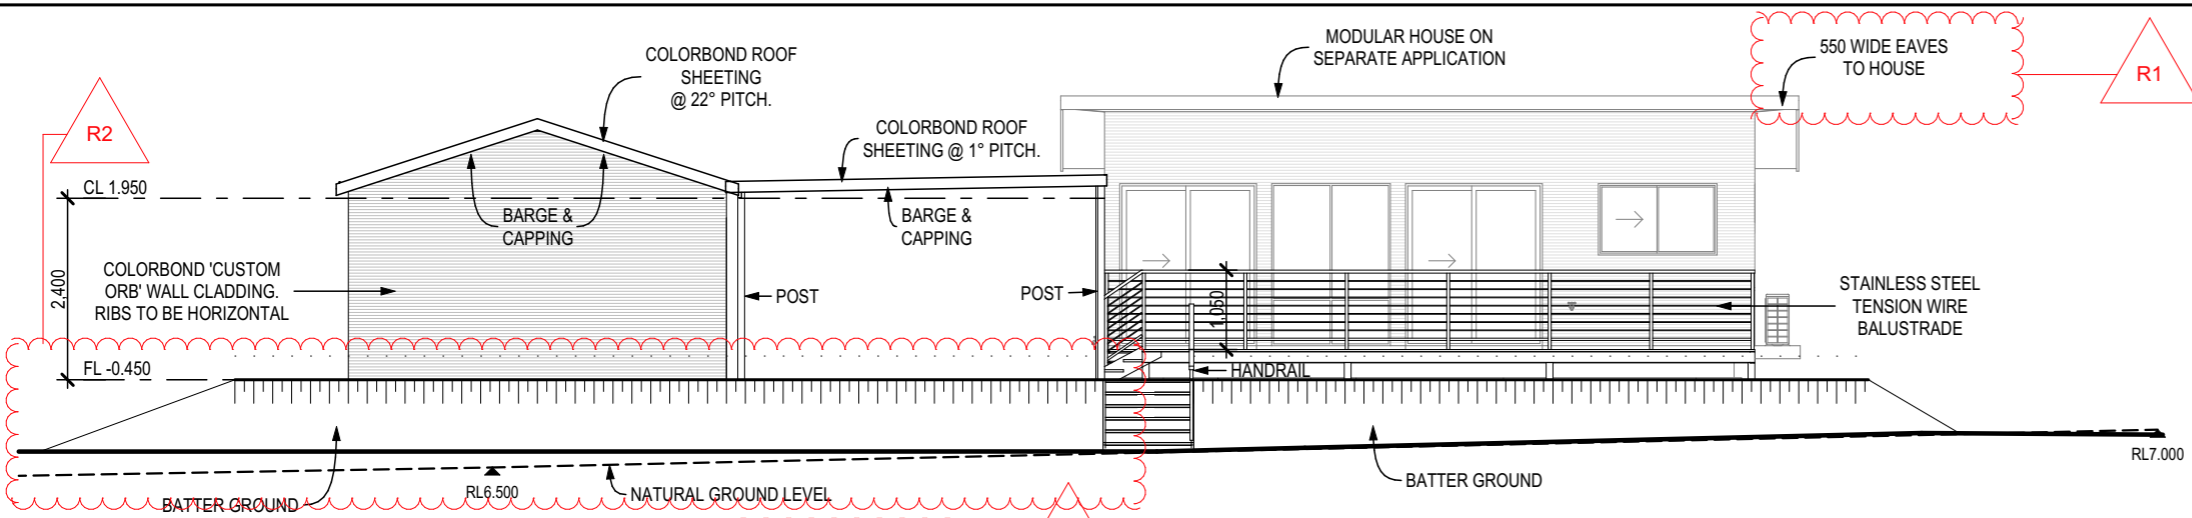 MODULAR HOUSE ON
SEPARATE APPLICATION
550 WIDE EAVES
TO HOUSE
R1
COLORBOND ROOF
SHEETING
@ 22° PITCH.
R2
COLORBOND ROOF
SHEETING @ 1° PITCH.
CL 1.950
BARGE &
CAPPING
BARGE &
CAPPING
2,400
COLORBOND 'CUSTOM
ORB' WALL CLADDING.
RIBS TO BE HORIZONTAL
POST
POST
1,050
STAINLESS STEEL
TENSION WIRE
BALUSTRADE
FL -0.450
HANDRAIL
RL7.000
BATTER GROUND
RL6.500
NATURAL GROUND LEVEL
BATTER GROUND